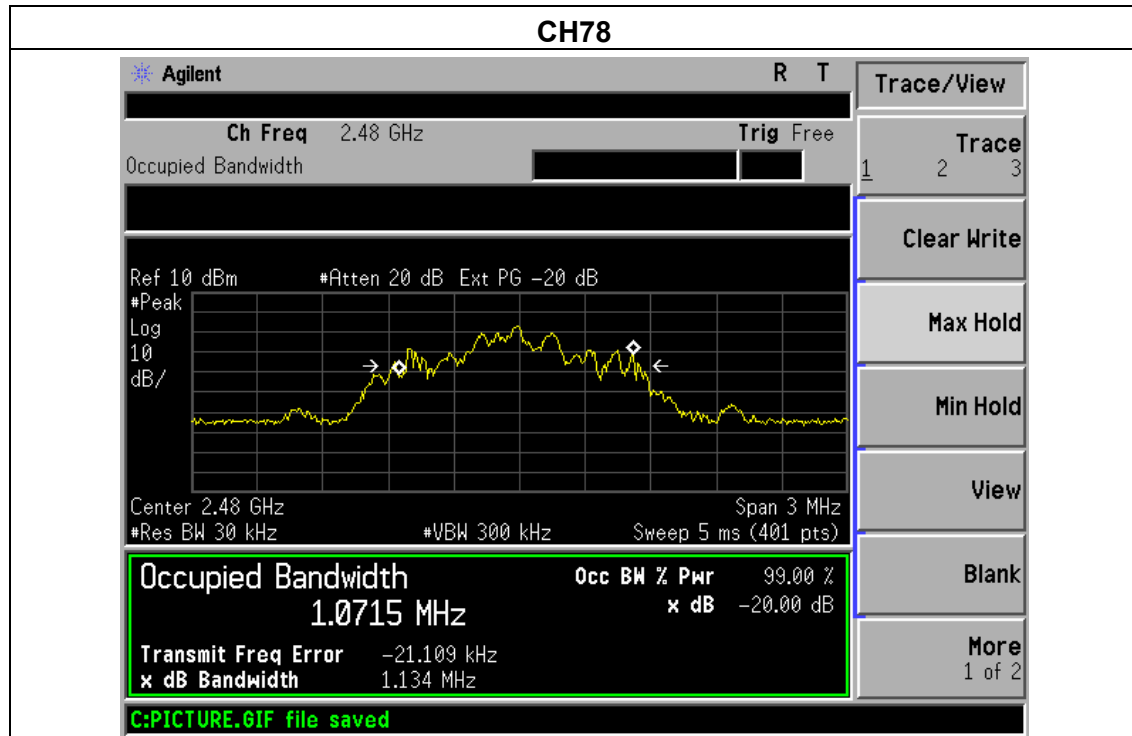 CH78
Agilent R T
Trace/View
Ch Freq 2.48 GHz Trig Free
Occupied Bandwidth
Trace
1 2 3
Clear Write
Ref 10 dBm #Atten 20 dB Ext PG −20 dB
#Peak
Log
10
dB/
Max Hold
Min Hold
View
Center 2.48 GHz Span 3 MHz
#Res BW 30 kHz #VBW 300 kHz Sweep 5 ms (401 pts)
Occupied Bandwidth Occ BW % Pwr 99.00 %
1.0715 MHz x dB −20.00 dB
Blank
Transmit Freq Error −21.109 kHz
x dB Bandwidth 1.134 MHz
More
1 of 2
C:PICTURE.GIF file saved